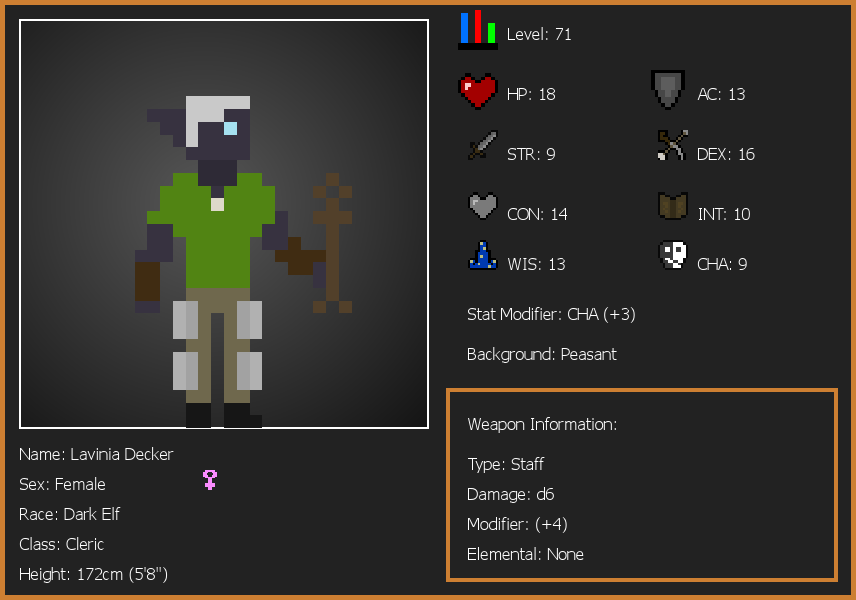 Level: 71
HP: 18
AC: 13
STR: 9
DEX: 16
CON: 14
INT: 10
WIS: 13
CHA: 9
Stat Modifier: CHA (+3)
Background: Peasant
Weapon Information:
Type: Staff
Damage: d6
Modifier: (+4)
Elemental: None
Name: Lavinia Decker
Sex: Female
Race: Dark Elf
Class: Cleric
Height: 172cm (5'8")